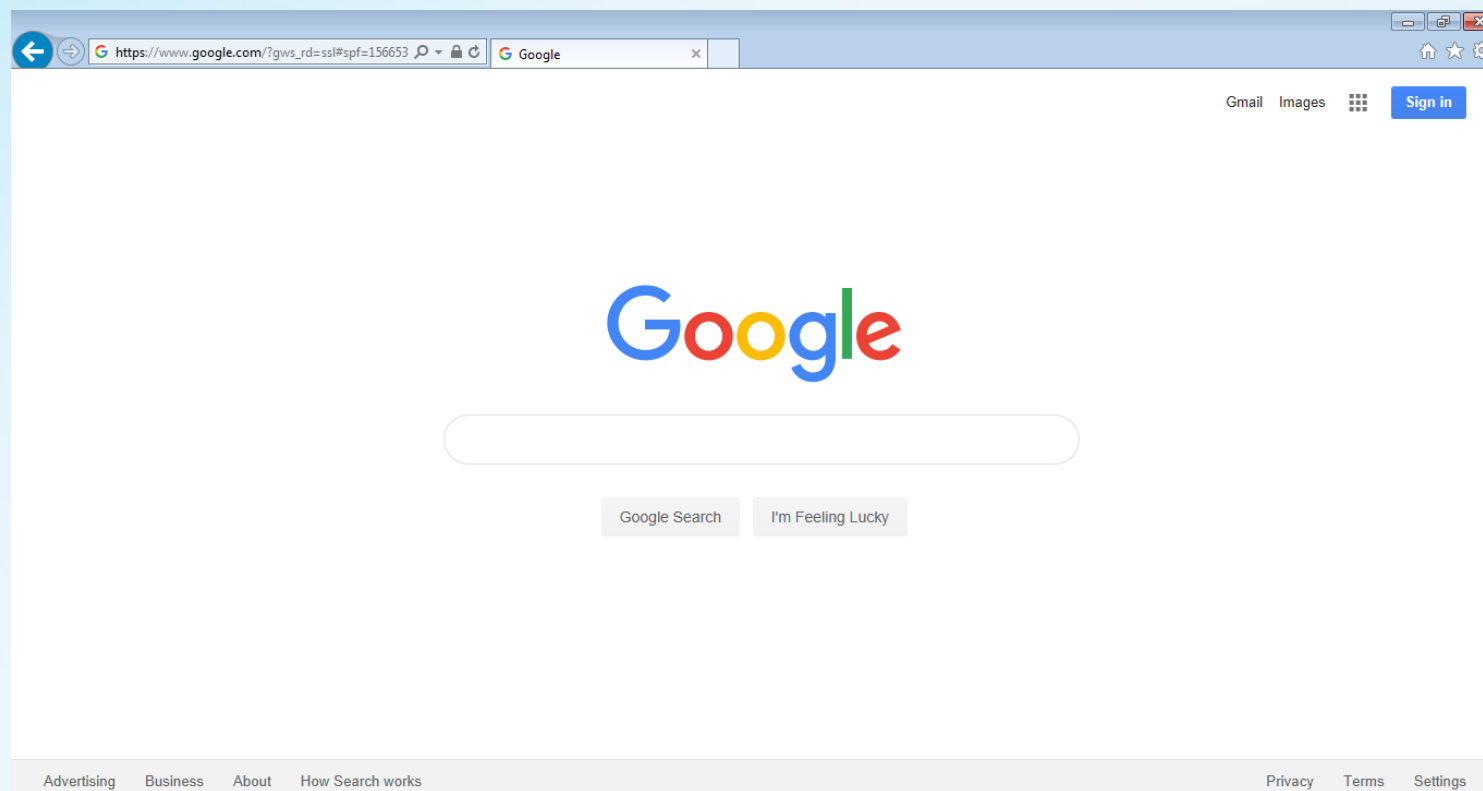 https://www.google.com/?gws_rd=ssl#spf=156653
Google
Gmail Images Sign in
Google
Google Search I'm Feeling Lucky
Advertising Business About How Search works Privacy Terms Settings